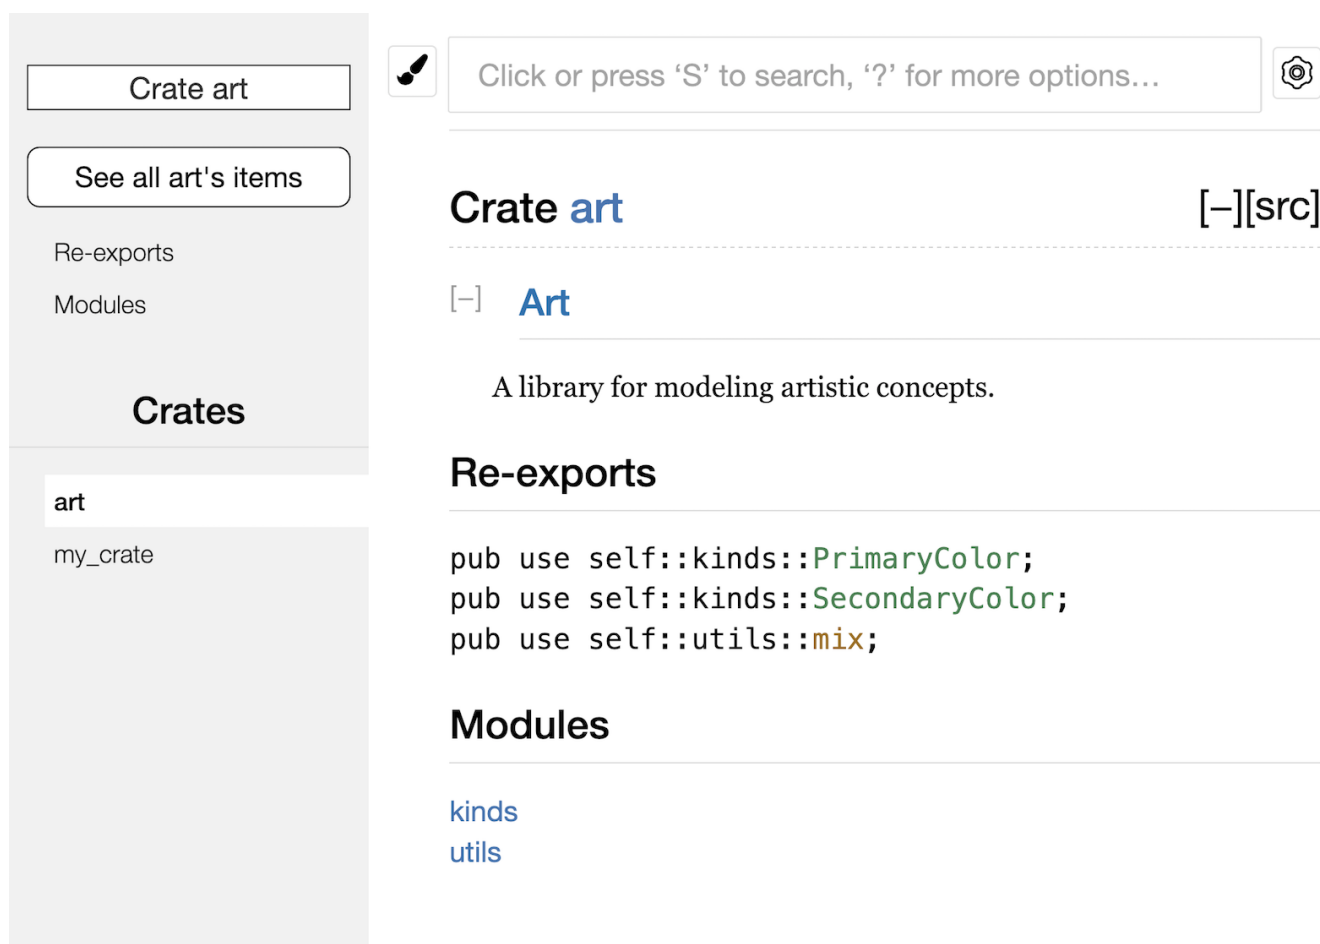 Crate art
See all art's items
Re-exports
Modules
Crates
art
my_crate
Click or press ‘S’ to search, ‘?’ for more options…
Crate art
[−][src]
[−] Art
A library for modeling artistic concepts.
Re-exports
pub use self::kinds::PrimaryColor;
pub use self::kinds::SecondaryColor;
pub use self::utils::mix;
Modules
kinds
utils